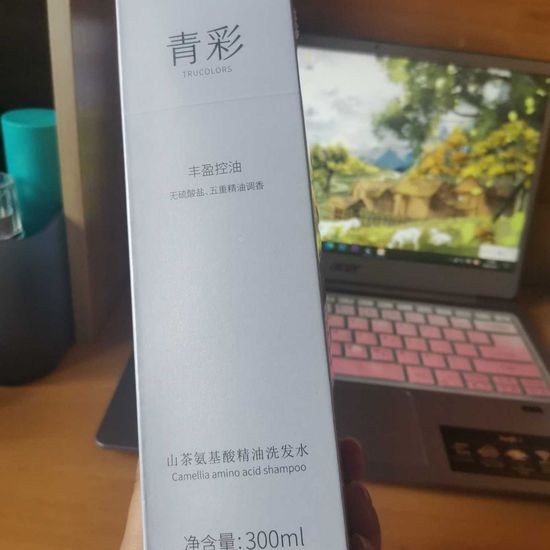 青彩
TRUCOLORS
丰盈控油
无硫酸盐、五重精油调香
山茶氨基酸精油洗发水
Camellia amino acid shampoo
净含量:300ml
acer